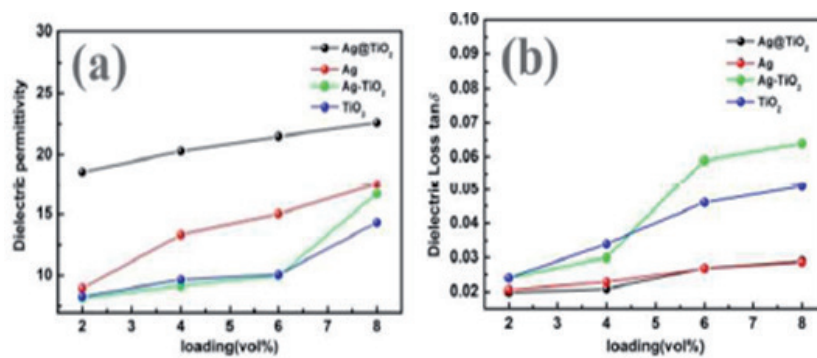 (a)
Ag@TiO₂
Ag
Ag-TiO₂
TiO₂
Dielectric permittivity
30
25
20
15
10
2 3 4 5 6 7 8
loading(vol%)
(b)
Ag@TiO₂
Ag
Ag-TiO₂
TiO₂
Dielectric Loss tanδ
0.10
0.09
0.08
0.07
0.06
0.05
0.04
0.03
0.02
2 3 4 5 6 7 8
loading(vol%)